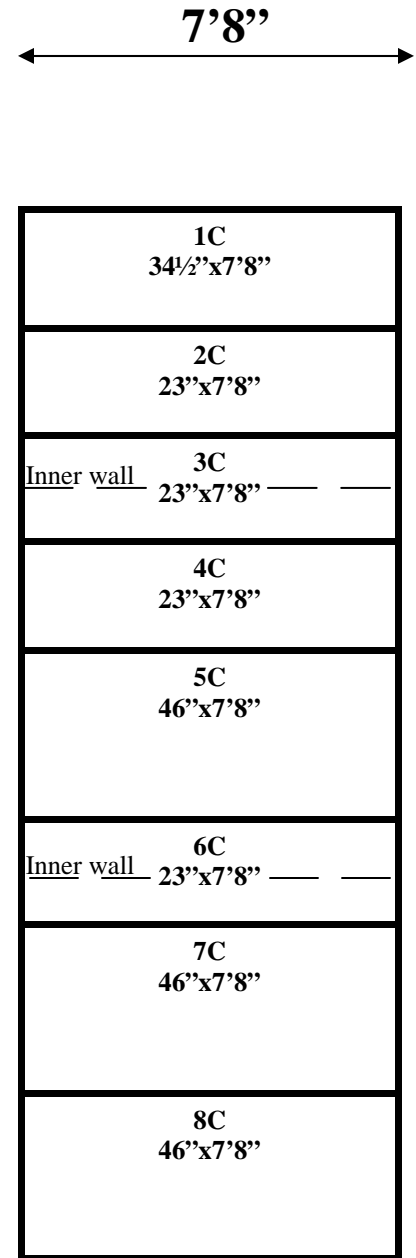 7’8”
1C
34½”x7’8”
2C
23”x7’8”
Inner wall
3C
23”x7’8”
4C
23”x7’8”
5C
46”x7’8”
Inner wall
6C
23”x7’8”
7C
46”x7’8”
8C
46”x7’8”